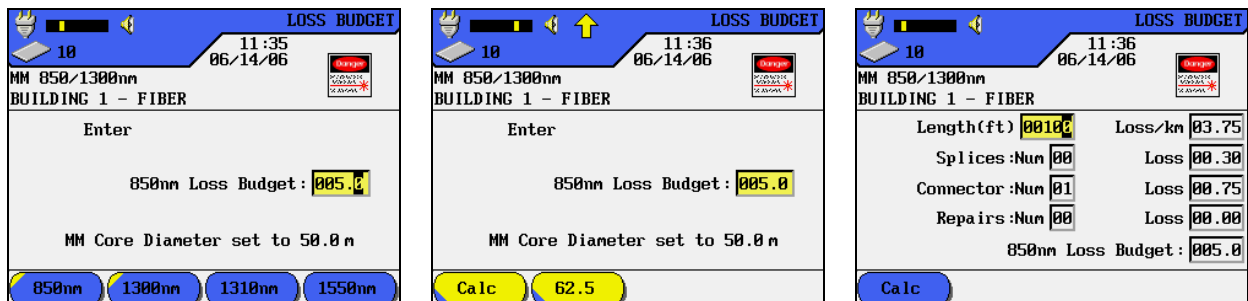 LOSS BUDGET
10
11:35
06/14/06
Danger
MM 850/1300nm
BUILDING 1 - FIBER
Enter
850nm Loss Budget: 005.0
MM Core Diameter set to 50.0 m
850nm 1300nm 1310nm 1550nm
LOSS BUDGET
10
11:36
06/14/06
Danger
MM 850/1300nm
BUILDING 1 - FIBER
Enter
850nm Loss Budget: 005.0
MM Core Diameter set to 50.0 m
Calc 62.5
LOSS BUDGET
10
11:36
06/14/06
Danger
MM 850/1300nm
BUILDING 1 - FIBER
Length(ft) 00100 Loss/km 03.75
Splices:Num 00 Loss 00.30
Connector:Num 01 Loss 00.75
Repairs:Num 00 Loss 00.00
850nm Loss Budget: 005.0
Calc